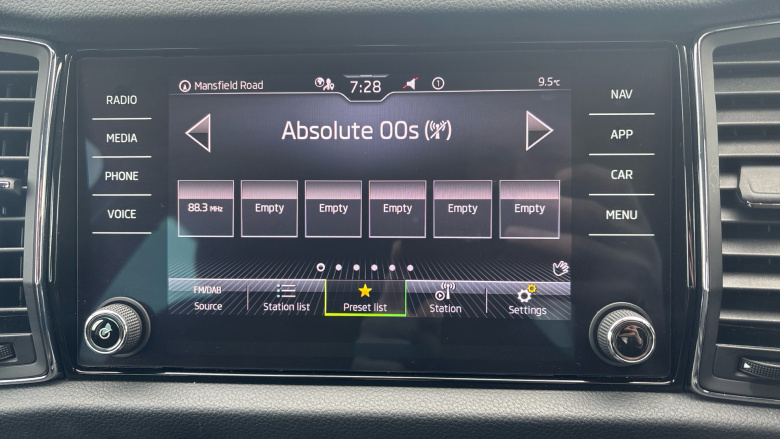 RADIO
MEDIA
PHONE
VOICE
Mansfield Road
7:28
1
9.5°C
Absolute 00s
88.3 MHz
Empty
Empty
Empty
Empty
Empty
FM/DAB
Source
Station list
Preset list
Station
Settings
NAV
APP
CAR
MENU